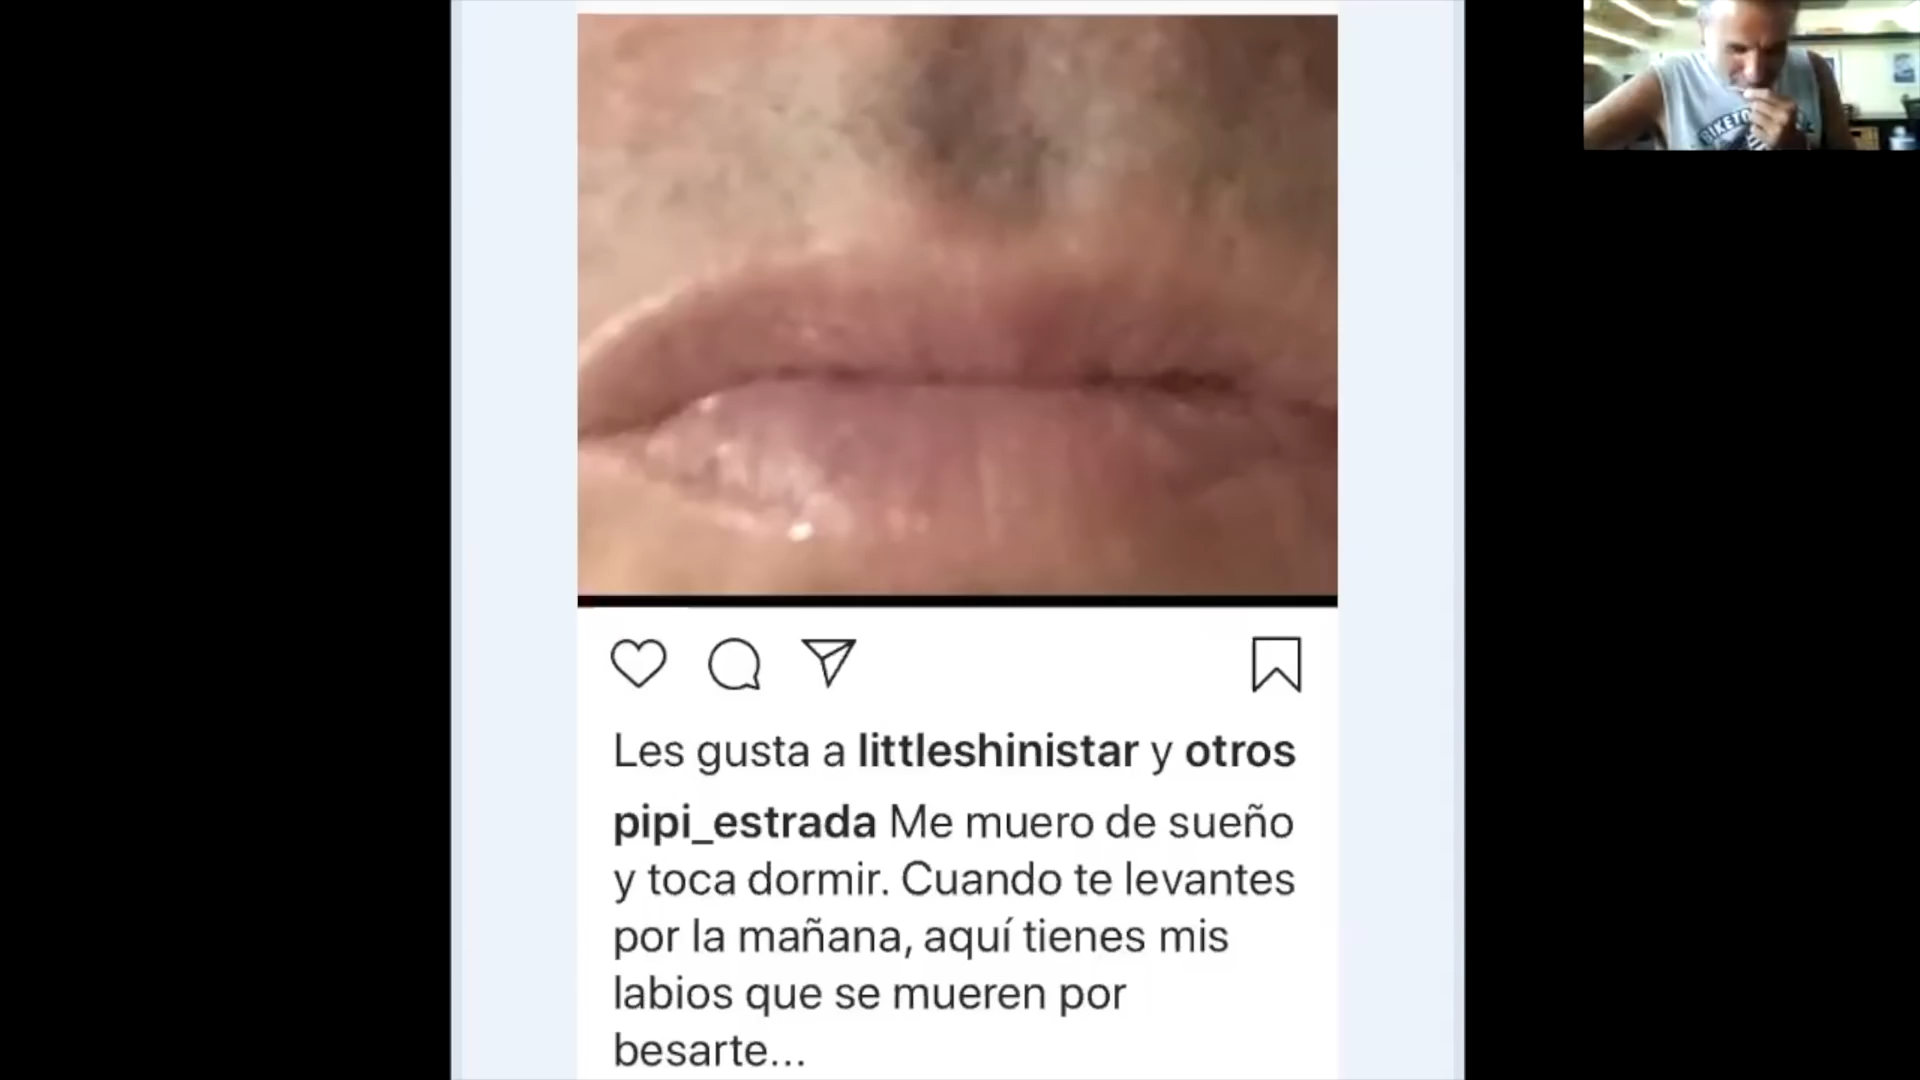 Les gusta a littleshinistar y otros
pipi_estrada Me muero de sueño
y toca dormir. Cuando te levantes
por la mañana, aquí tienes mis
labios que se mueren por
besarte...